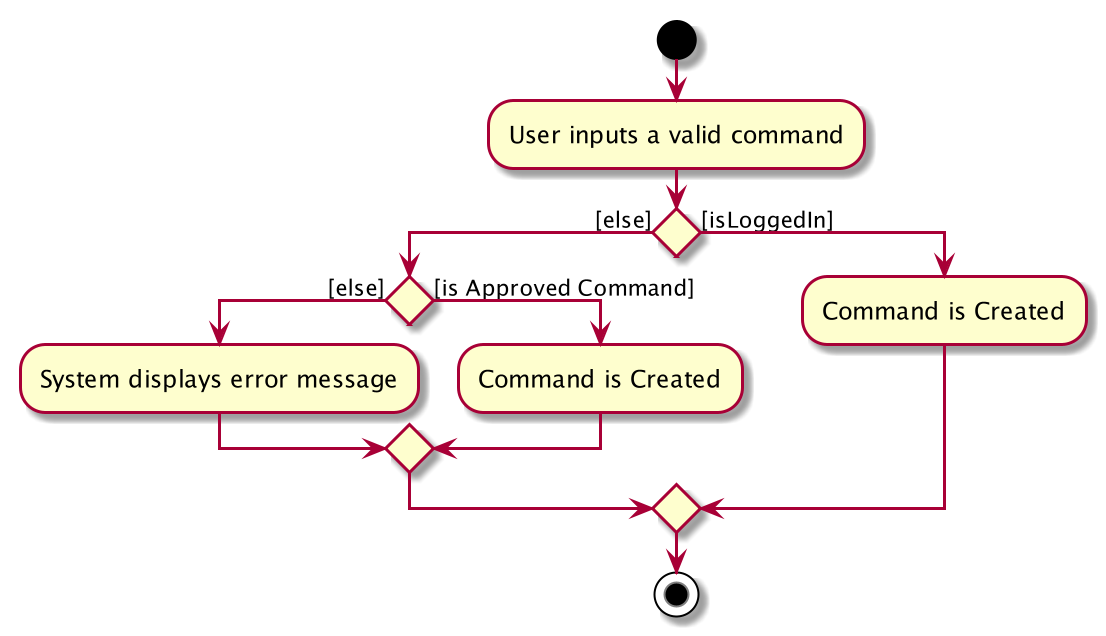 User inputs a valid command
[else]
[isLoggedIn]
[else]
[is Approved Command]
Command is Created
System displays error message
Command is Created